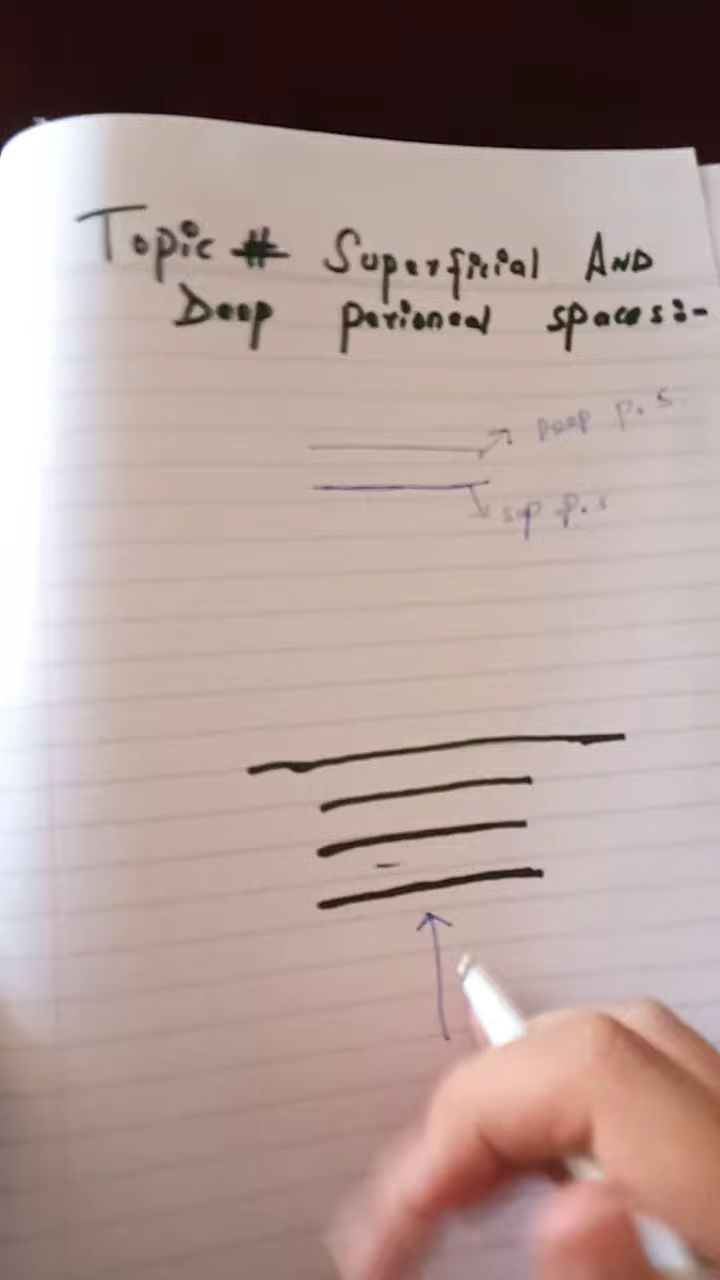 Topic # Superficial AND
Deep perineal spaces:-
Deep p.s.
sup p.s